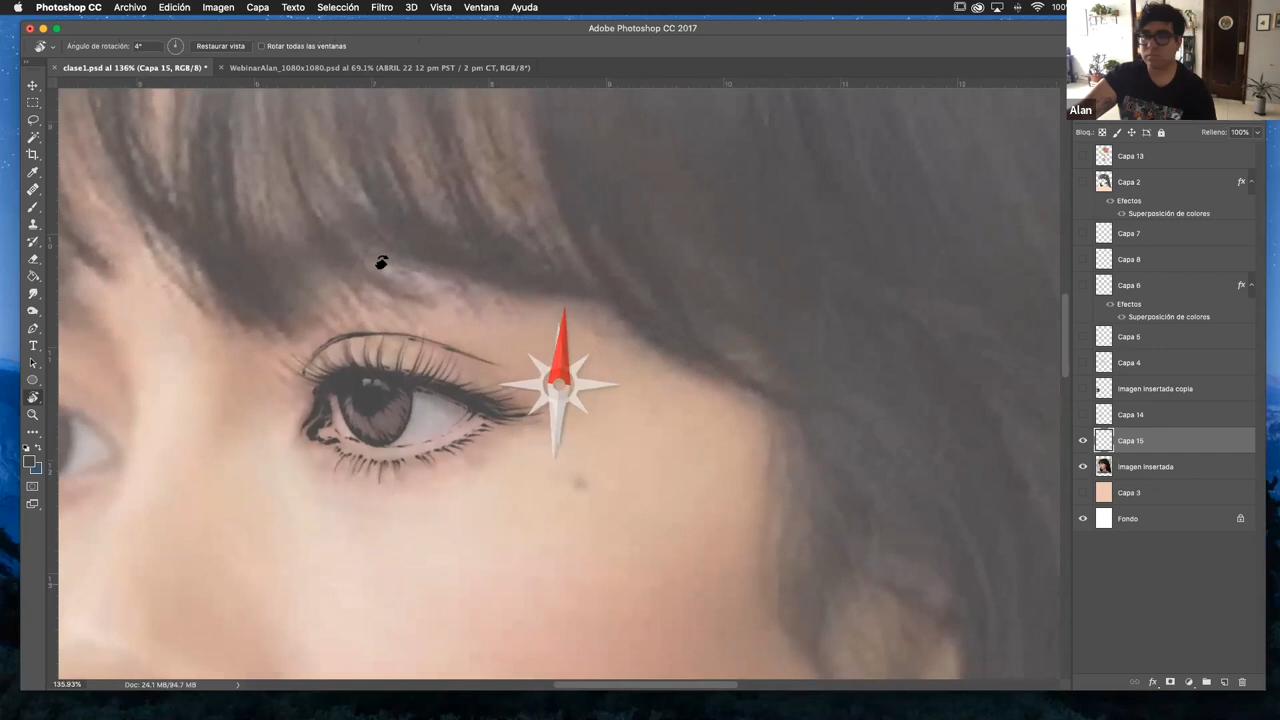 Photoshop CC Archivo Edición Imagen Capa Texto Selección Filtro 3D Vista Ventana Ayuda
Adobe Photoshop CC 2017
Ángulo de rotación: 4° Restaurar vista Rotar todas las ventanas
clase1.psd al 136% (Capa 15, RGB/8) * WebinarAlan_1080x1080.psd al 69.1% (ABRIL 22 12 pm PST / 2 pm CT, RGB/8*)
Alan
Bloq.: Relleno: 100%
Capa 13
Capa 2 fx
Efectos
Superposición de colores
Capa 7
Capa 8
Capa 6 fx
Efectos
Superposición de colores
Capa 5
Capa 4
Imagen insertada copia
Capa 14
Capa 15
Imagen insertada
Capa 3
Fondo
135.93% Doc: 24.1 MB/94.7 MB